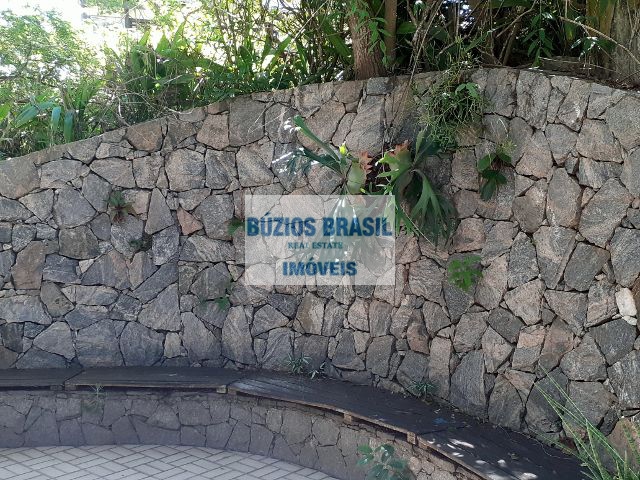 BÚZIOS BRASIL
REAL ESTATE
IMÓVEIS